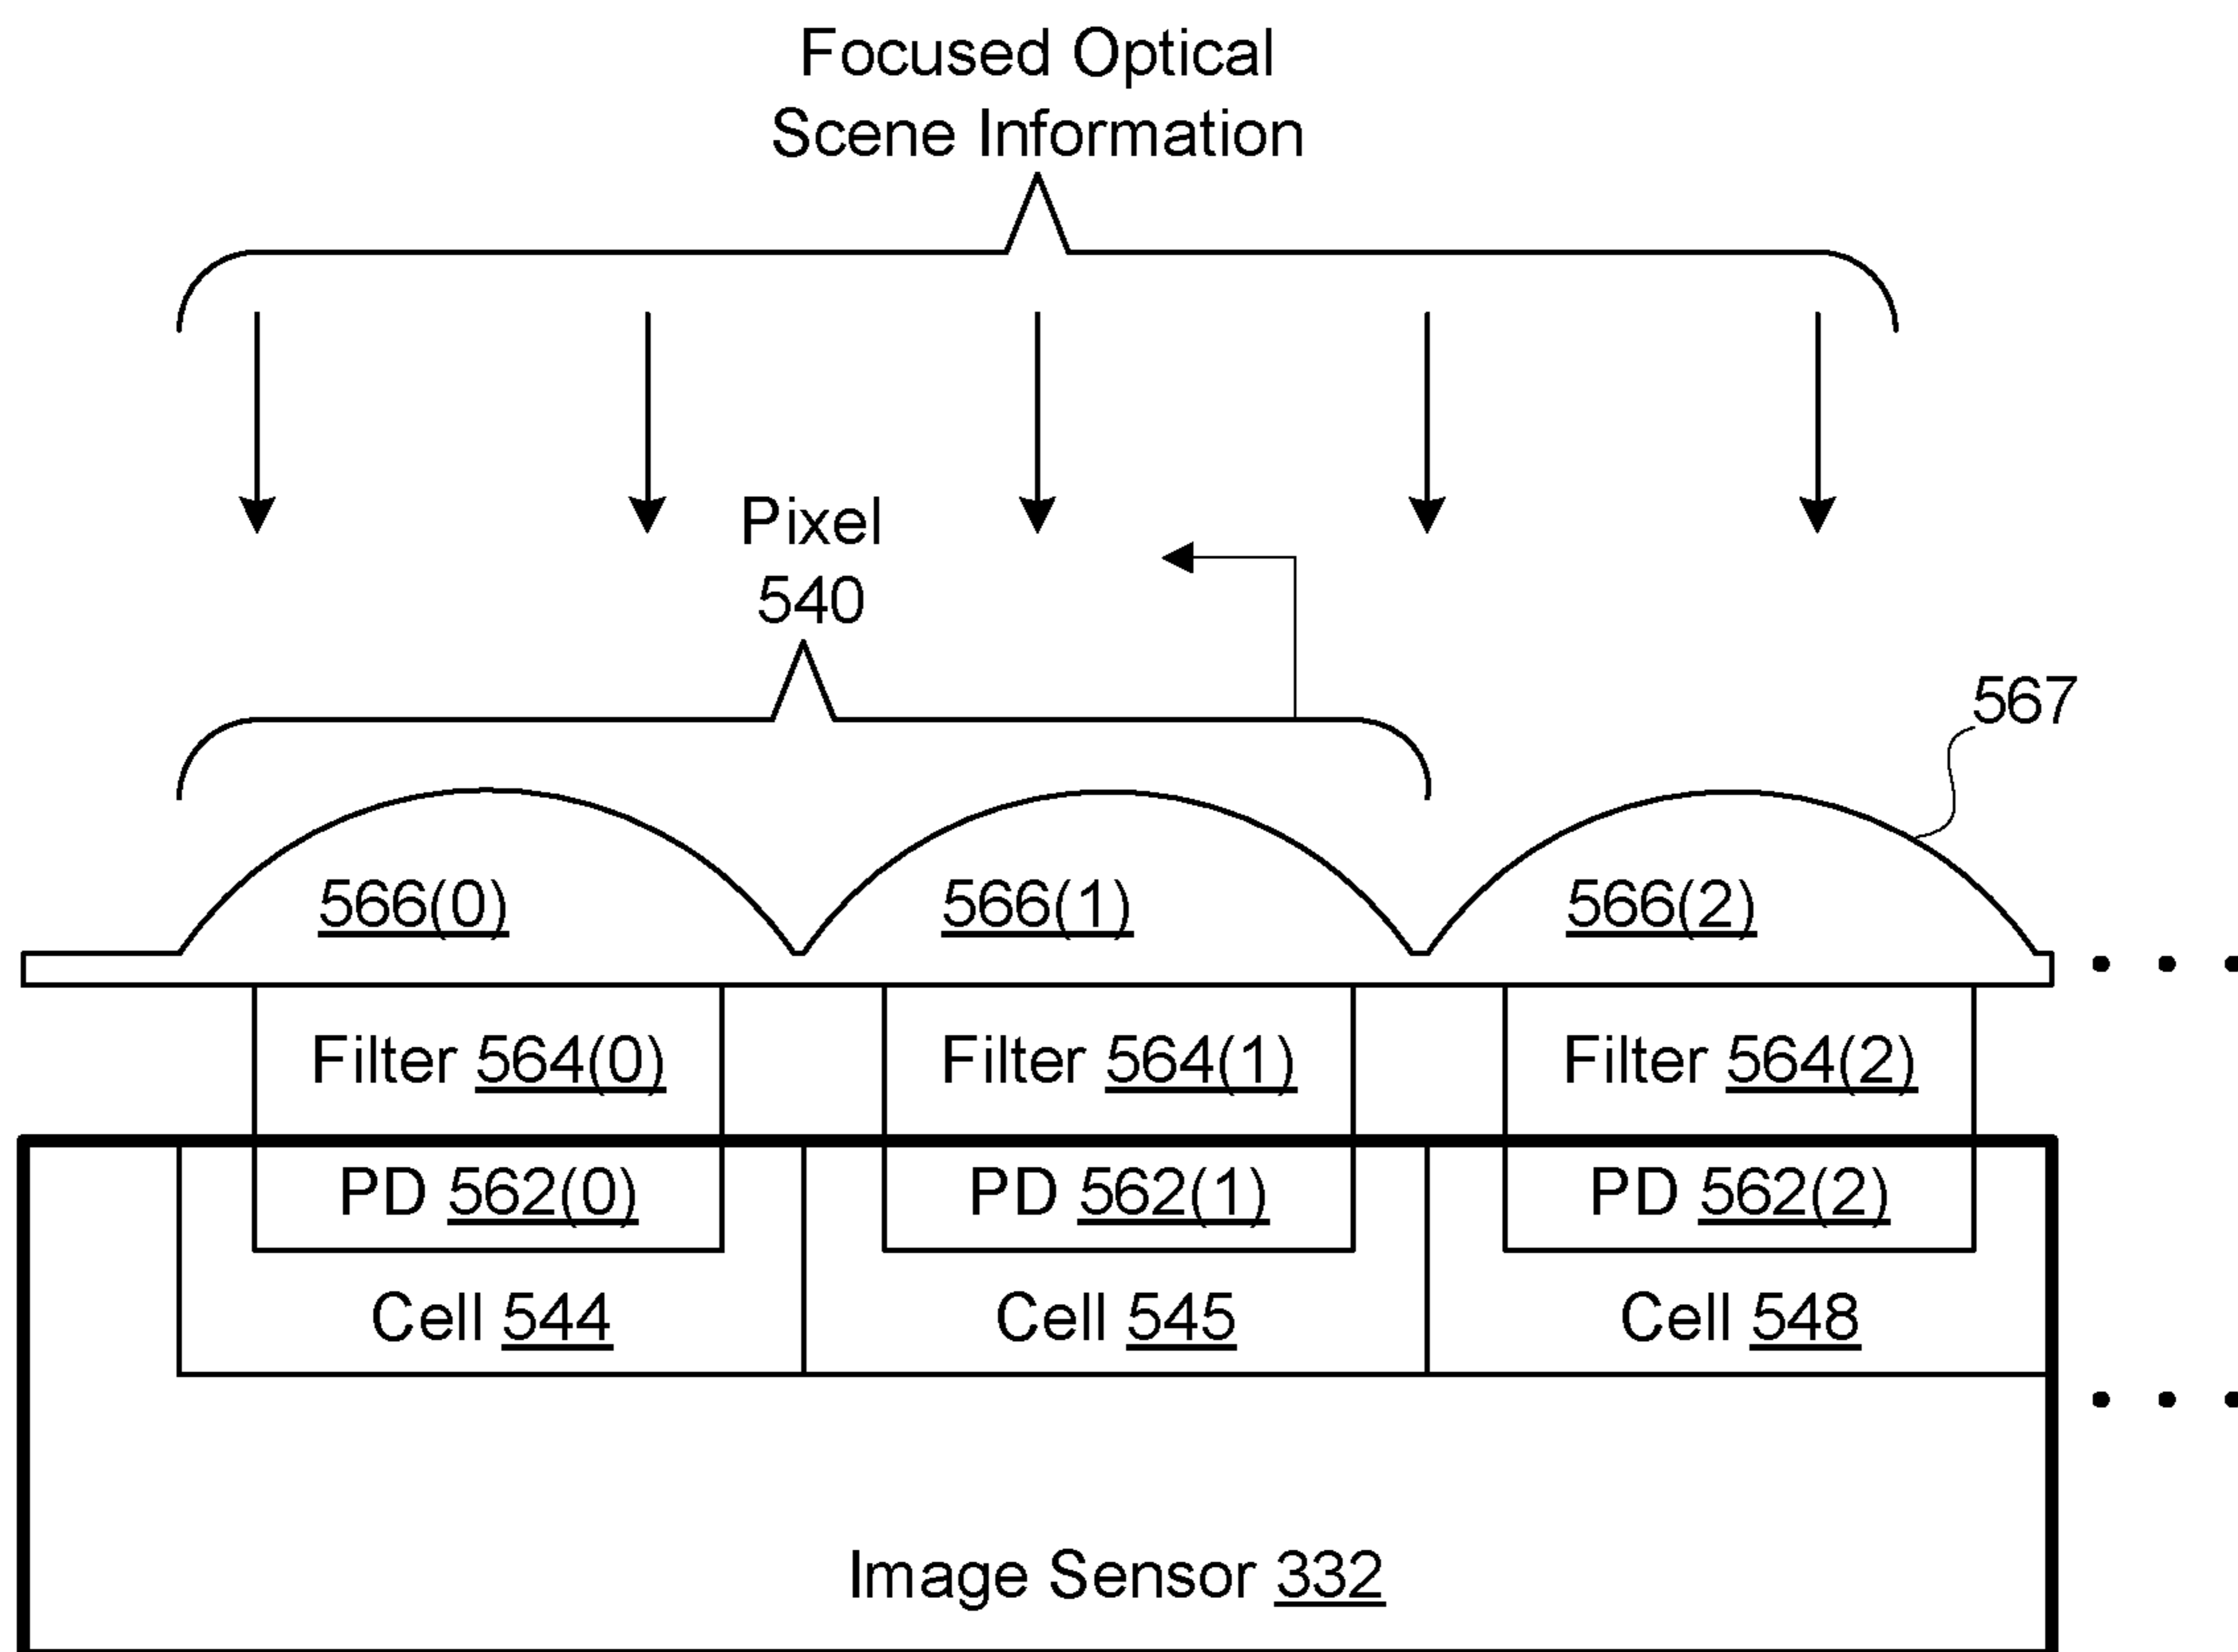 Focused Optical
Scene Information
Pixel
540
567
566(0) 566(1) 566(2)
Filter 564(0) Filter 564(1) Filter 564(2)
PD 562(0) PD 562(1) PD 562(2)
Cell 544 Cell 545 Cell 548
Image Sensor 332